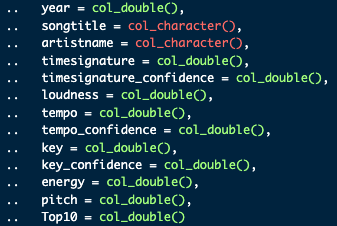 .. year = col_double(),
.. songtitle = col_character(),
.. artistname = col_character(),
.. timesignature = col_double(),
.. timesignature_confidence = col_double(),
.. loudness = col_double(),
.. tempo = col_double(),
.. tempo_confidence = col_double(),
.. key = col_double(),
.. key_confidence = col_double(),
.. energy = col_double(),
.. pitch = col_double(),
.. Top10 = col_double()